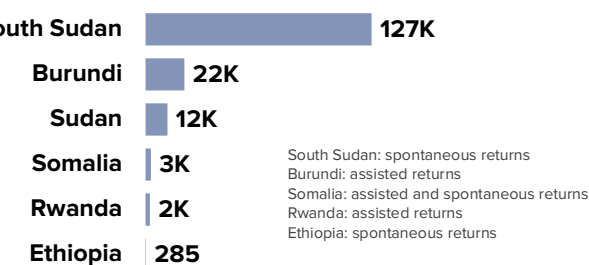 outh Sudan 127K
Burundi 22K
Sudan 12K
Somalia 3K
Rwanda 2K
Ethiopia 285
South Sudan: spontaneous returns
Burundi: assisted returns
Somalia: assisted and spontaneous returns
Rwanda: assisted returns
Ethiopia: spontaneous returns